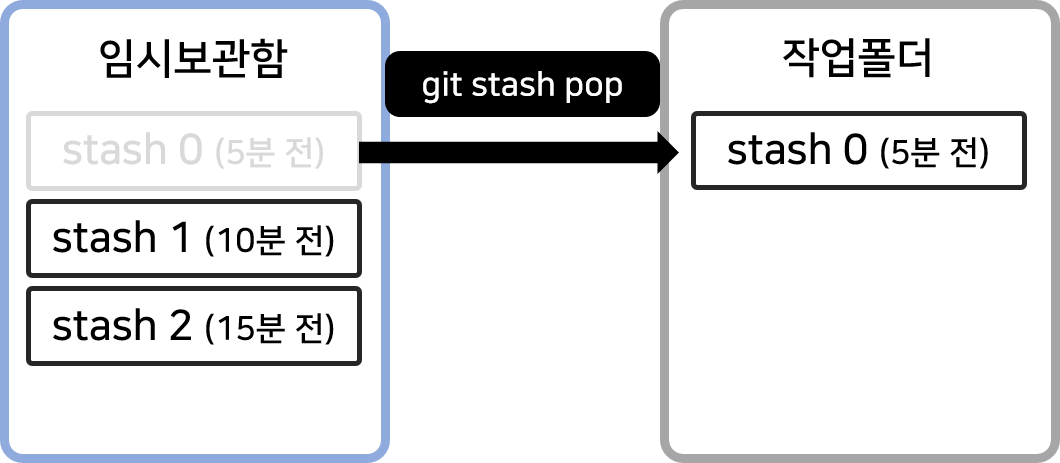 임시보관함
stash 0 (5분 전)
stash 1 (10분 전)
stash 2 (15분 전)
git stash pop
작업폴더
stash 0 (5분 전)